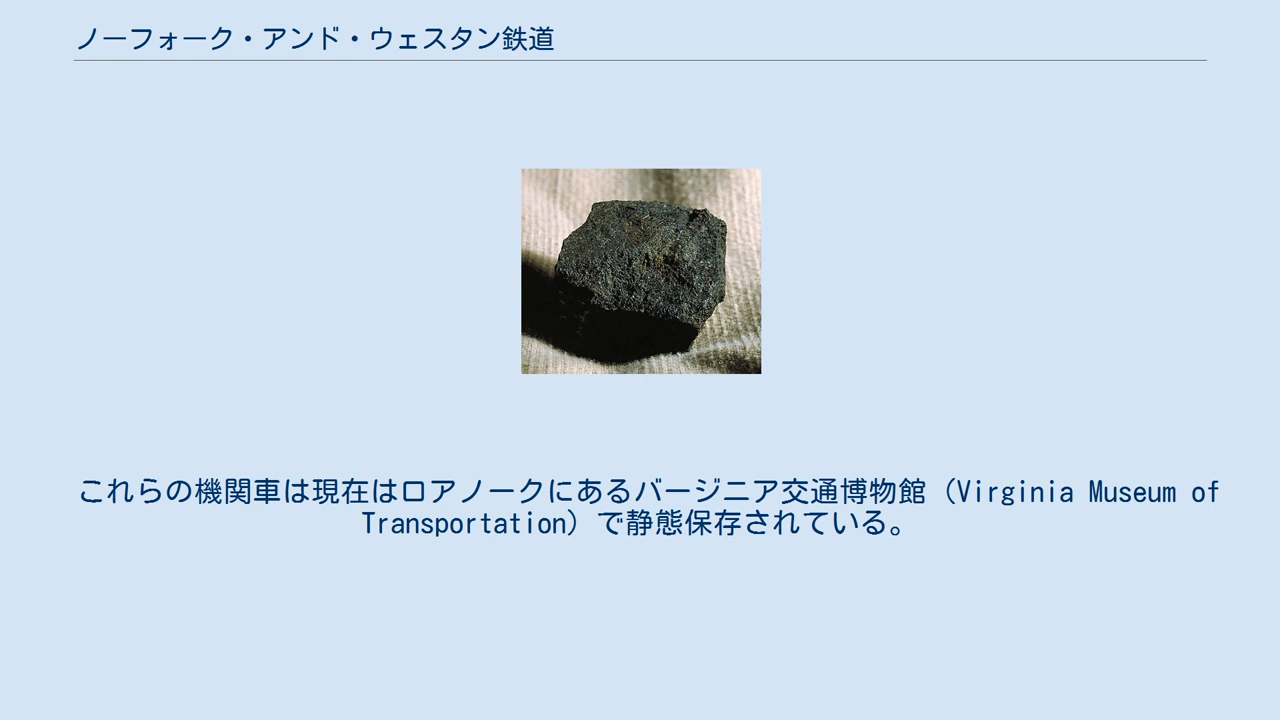 ノーフォーク・アンド・ウェスタン鉄道
これらの機関車は現在はロアノークにあるバージニア交通博物館（Virginia Museum of
Transportation）で静態保存されている。